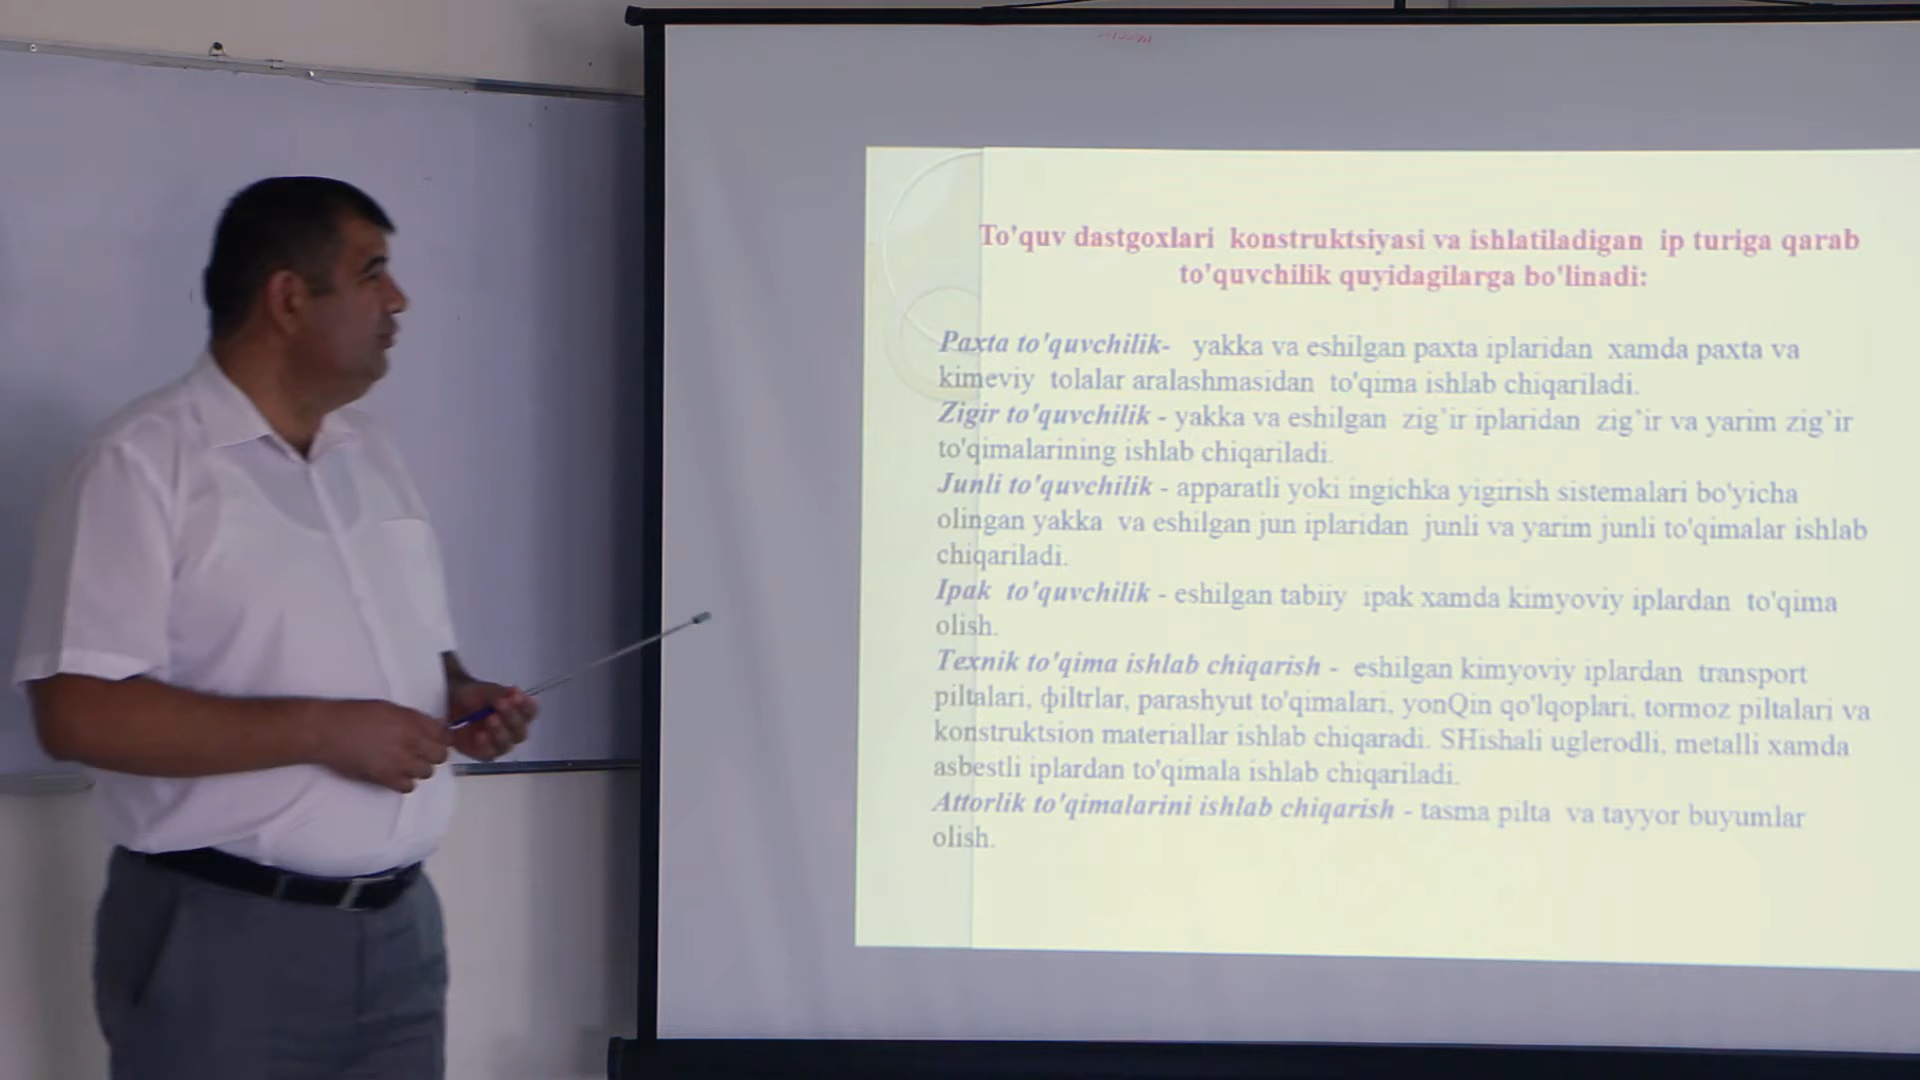 To'quv dastgoxlari konstruktsiyasi va ishlatiladigan ip turiga qarab
to'quvchilik quyidagilarga bo'linadi:
Paxta to'quvchilik- yakka va eshilgan paxta iplaridan xamda paxta va
kimeviy tolalar aralashmasidan to'qima ishlab chiqariladi.
Zigir to'quvchilik - yakka va eshilgan zig’ir iplaridan zig’ir va yarim zig’ir
to'qimalarining ishlab chiqariladi.
Junli to'quvchilik - apparatli yoki ingichka yigirish sistemalari bo'yicha
olingan yakka va eshilgan jun iplaridan junli va yarim junli to'qimalar ishlab
chiqariladi.
Ipak to'quvchilik - eshilgan tabiiy ipak xamda kimyoviy iplardan to'qima
olish.
Texnik to'qima ishlab chiqarish - eshilgan kimyoviy iplardan transport
piltalari, фiltrlar, parashyut to'qimalari, yonQin qo'lqoplari, tormoz piltalari va
konstruktsion materiallar ishlab chiqaradi. SHishali uglerodli, metalli xamda
asbestli iplardan to'qimala ishlab chiqariladi.
Attorlik to'qimalarini ishlab chiqarish - tasma pilta va tayyor buyumlar
olish.